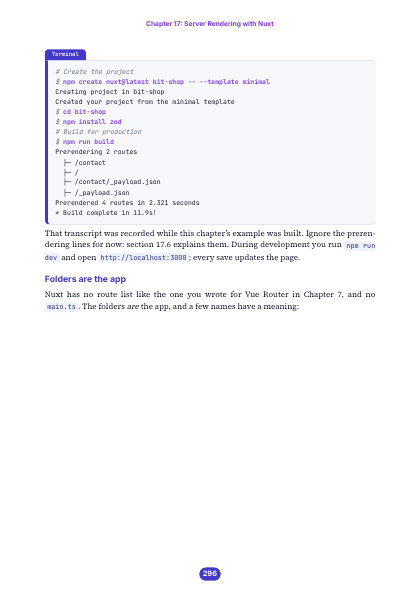 Chapter 17: Server Rendering with Nuxt
Terminal
# Create the project
$ npm create nuxt@latest bit-shop -- --template minimal
Creating project in bit-shop
Created your project from the minimal template
$ cd bit-shop
$ npm install zod
# Build for production
$ npm run build
Prerendering 2 routes
├─ /contact
├─ /
├─ /contact/_payload.json
├─ /_payload.json
Prerendered 4 routes in 2.321 seconds
✦ Build complete in 11.9s!
That transcript was recorded while this chapter’s example was built. Ignore the preren-
dering lines for now: section 17.6 explains them. During development you run npm run
dev and open http://localhost:3000; every save updates the page.
Folders are the app
Nuxt has no route list like the one you wrote for Vue Router in Chapter 7, and no
main.ts. The folders are the app, and a few names have a meaning:
296